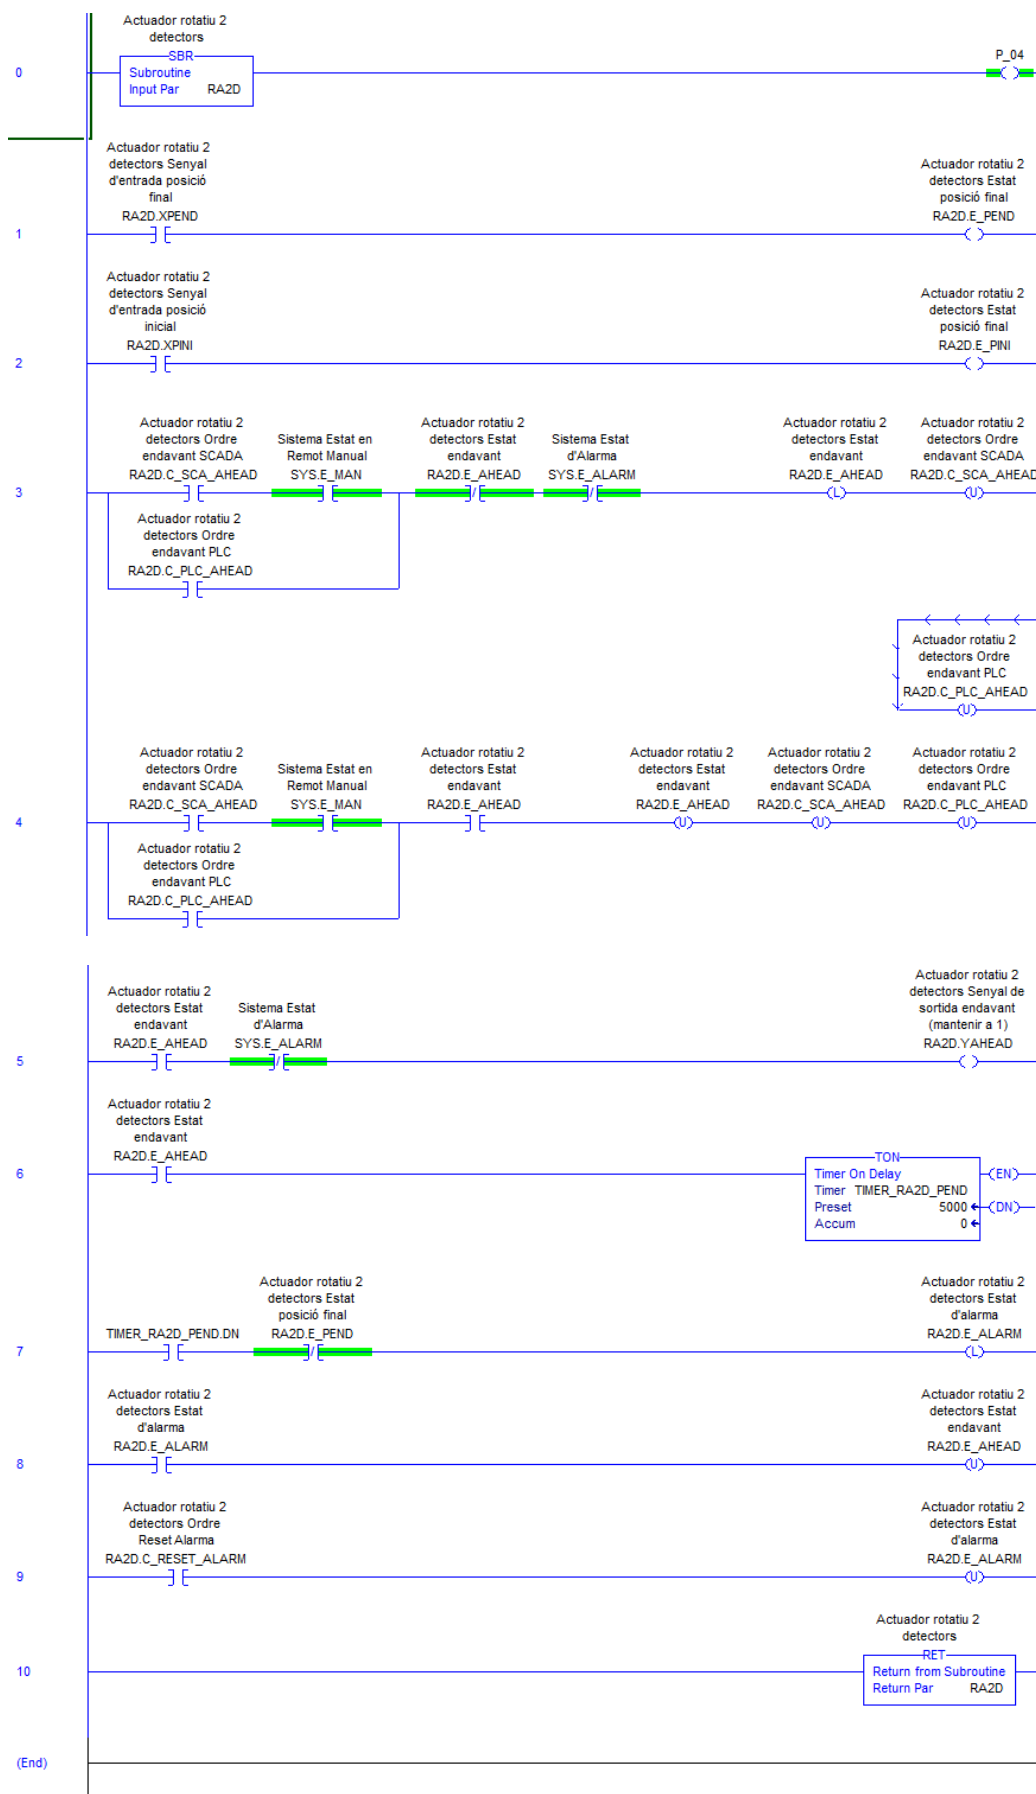 Actuador rotatiu 2
detectors
SBR
Subroutine
Input Par RA2D
P_04
0
Actuador rotatiu 2
detectors Senyal
d'entrada posició
final
RA2D.XPEND
Actuador rotatiu 2
detectors Estat
posició final
RA2D.E_PEND
1
Actuador rotatiu 2
detectors Senyal
d'entrada posició
inicial
RA2D.XPINI
Actuador rotatiu 2
detectors Estat
posició final
RA2D.E_PINI
2
Actuador rotatiu 2
detectors Ordre
endavant SCADA
RA2D.C_SCA_AHEAD
Sistema Estat en
Remot Manual
SYS.E_MAN
Actuador rotatiu 2
detectors Estat
endavant
RA2D.E_AHEAD
Sistema Estat
d'Alarma
SYS.E_ALARM
Actuador rotatiu 2
detectors Estat
endavant
RA2D.E_AHEAD
L
Actuador rotatiu 2
detectors Ordre
endavant SCADA
RA2D.C_SCA_AHEAD
U
3
Actuador rotatiu 2
detectors Ordre
endavant PLC
RA2D.C_PLC_AHEAD
Actuador rotatiu 2
detectors Ordre
endavant PLC
RA2D.C_PLC_AHEAD
U
Actuador rotatiu 2
detectors Ordre
endavant SCADA
RA2D.C_SCA_AHEAD
Sistema Estat en
Remot Manual
SYS.E_MAN
Actuador rotatiu 2
detectors Estat
endavant
RA2D.E_AHEAD
Actuador rotatiu 2
detectors Estat
endavant
RA2D.E_AHEAD
U
Actuador rotatiu 2
detectors Ordre
endavant SCADA
RA2D.C_SCA_AHEAD
U
Actuador rotatiu 2
detectors Ordre
endavant PLC
RA2D.C_PLC_AHEAD
U
4
Actuador rotatiu 2
detectors Ordre
endavant PLC
RA2D.C_PLC_AHEAD
Actuador rotatiu 2
detectors Estat
endavant
RA2D.E_AHEAD
Sistema Estat
d'Alarma
SYS.E_ALARM
Actuador rotatiu 2
detectors Senyal de
sortida endavant
(mantenir a 1)
RA2D.YAHEAD
5
Actuador rotatiu 2
detectors Estat
endavant
RA2D.E_AHEAD
6
TON
Timer On Delay
Timer TIMER_RA2D_PEND
Preset 5000
Accum 0
EN
DN
TIMER_RA2D_PEND.DN
Actuador rotatiu 2
detectors Estat
posició final
RA2D.E_PEND
Actuador rotatiu 2
detectors Estat
d'alarma
RA2D.E_ALARM
L
7
Actuador rotatiu 2
detectors Estat
d'alarma
RA2D.E_ALARM
Actuador rotatiu 2
detectors Estat
endavant
RA2D.E_AHEAD
U
8
Actuador rotatiu 2
detectors Ordre
Reset Alarma
RA2D.C_RESET_ALARM
Actuador rotatiu 2
detectors Estat
d'alarma
RA2D.E_ALARM
U
9
Actuador rotatiu 2
detectors
RET
Return from Subroutine
Return Par RA2D
10
(End)